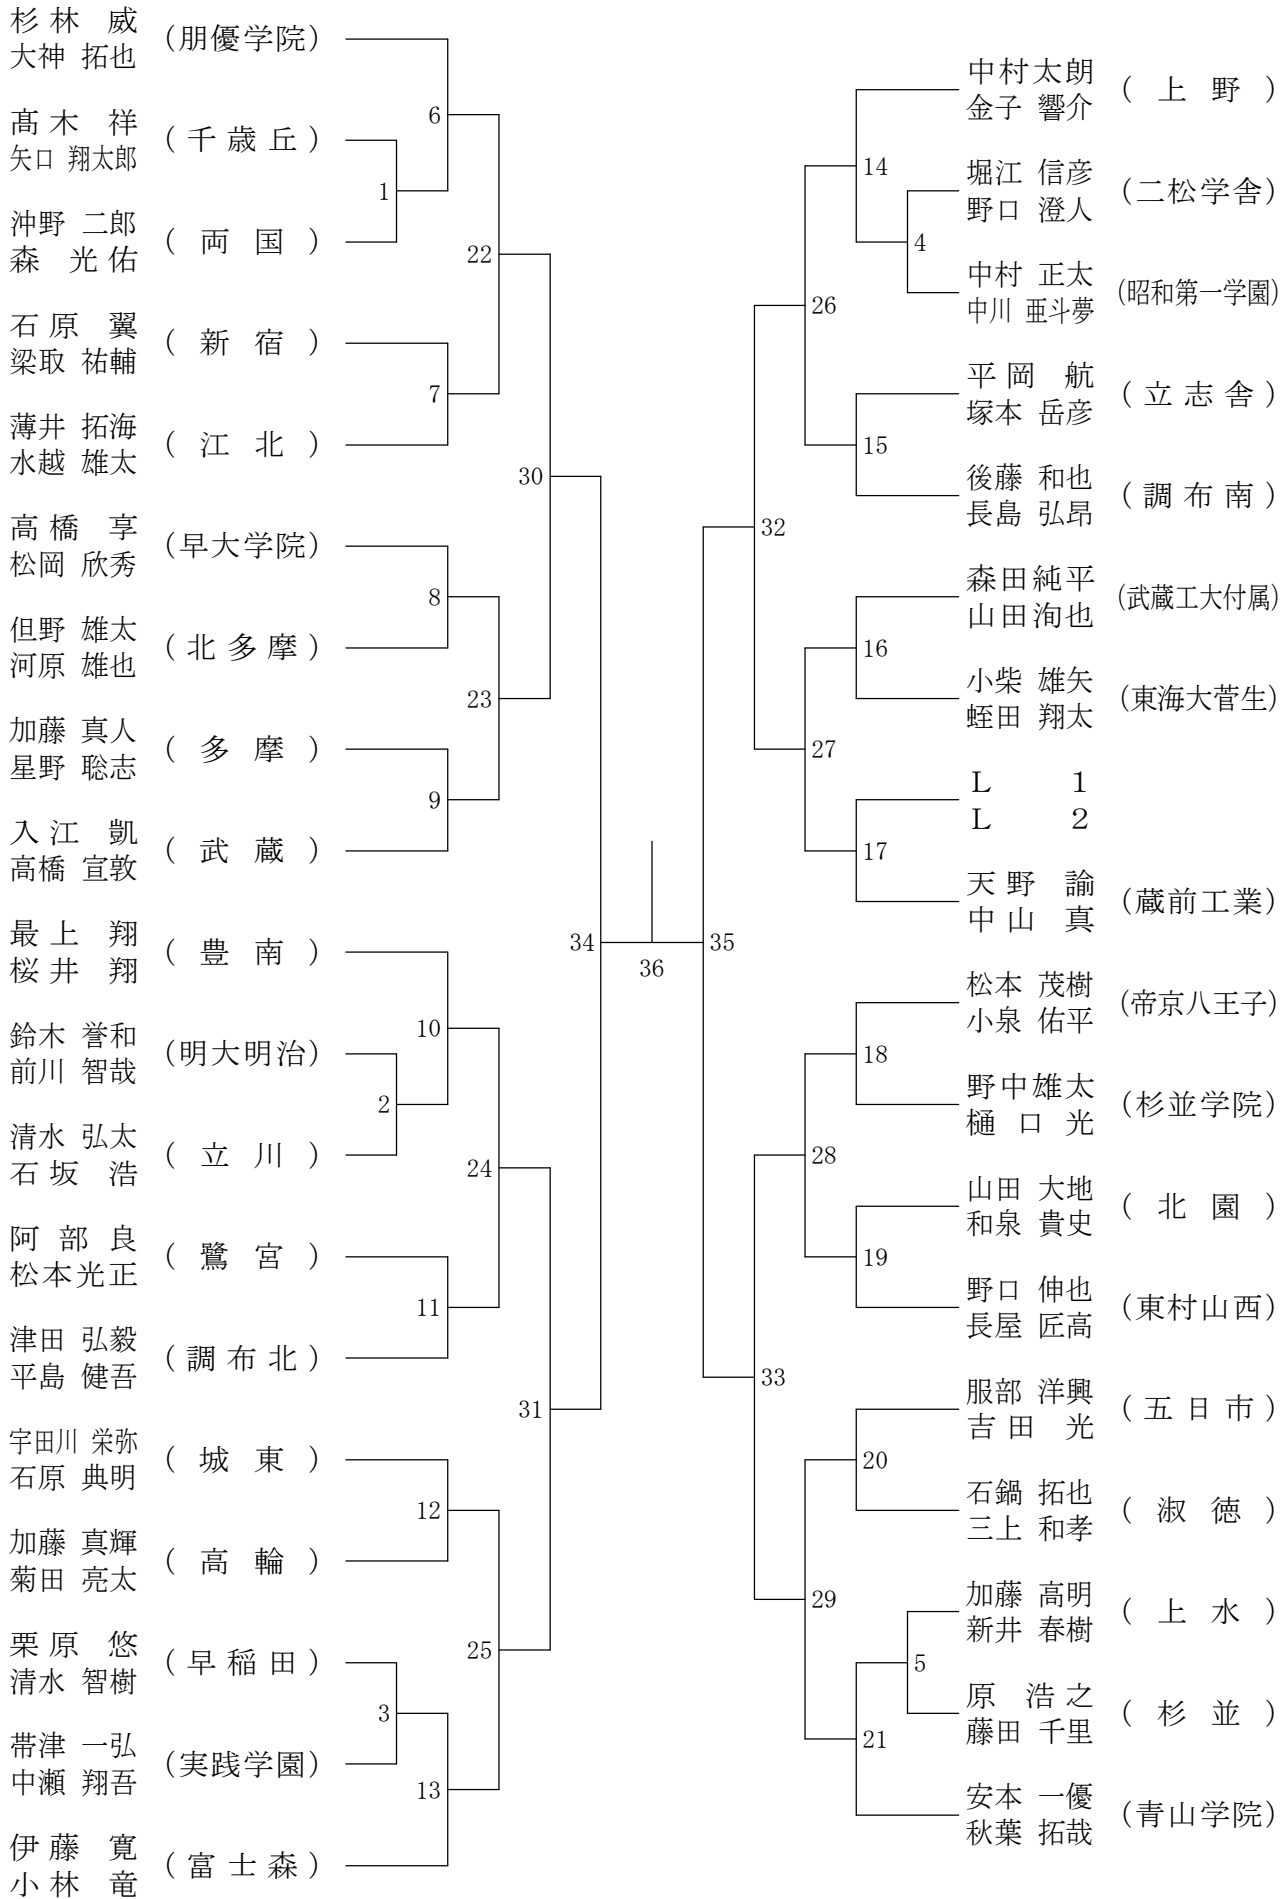 杉林 威
大神 拓也
(朋優学院)
髙木 祥
矢口 翔太郎
(千歳丘)
沖野 二郎
森 光佑
(両国)
石原 翼
梁取 祐輔
(新宿)
薄井 拓海
水越 雄太
(江北)
高橋 享
松岡 欣秀
(早大学院)
但野 雄太
河原 雄也
(北多摩)
加藤 真人
星野 聡志
(多摩)
入江 凱
高橋 宣敦
(武蔵)
最上 翔
桜井 翔
(豊南)
鈴木 誉和
前川 智哉
(明大明治)
清水 弘太
石坂 浩
(立川)
阿部 良
松本光正
(鷺宮)
津田 弘毅
平島 健吾
(調布北)
宇田川 栄弥
石原 典明
(城東)
加藤 真輝
菊田 亮太
(高輪)
栗原 悠
清水 智樹
(早稲田)
帯津 一弘
中瀬 翔吾
(実践学園)
伊藤 寛
小林 竜
(富士森)
6
1
22
7
30
8
23
9
34
10
2
24
11
31
12
25
3
13
36
35
14
4
26
15
32
16
27
17
18
28
19
33
20
29
5
21
中村太朗
金子 響介
(上野)
堀江 信彦
野口 澄人
(二松学舎)
中村 正太
中川 亜斗夢
(昭和第一学園)
平岡 航
塚本 岳彦
(立志舎)
後藤 和也
長島 弘昂
(調布南)
森田純平
山田洵也
(武蔵工大付属)
小柴 雄矢
蛭田 翔太
(東海大菅生)
L 1
L 2
天野 諭
中山 真
(蔵前工業)
松本 茂樹
小泉 佑平
(帝京八王子)
野中雄太
樋口光
(杉並学院)
山田 大地
和泉 貴史
(北園)
野口 伸也
長屋 匠高
(東村山西)
服部 洋興
吉田 光
(五日市)
石鍋 拓也
三上 和孝
(淑徳)
加藤 高明
新井 春樹
(上水)
原 浩之
藤田 千里
(杉並)
安本 一優
秋葉 拓哉
(青山学院)